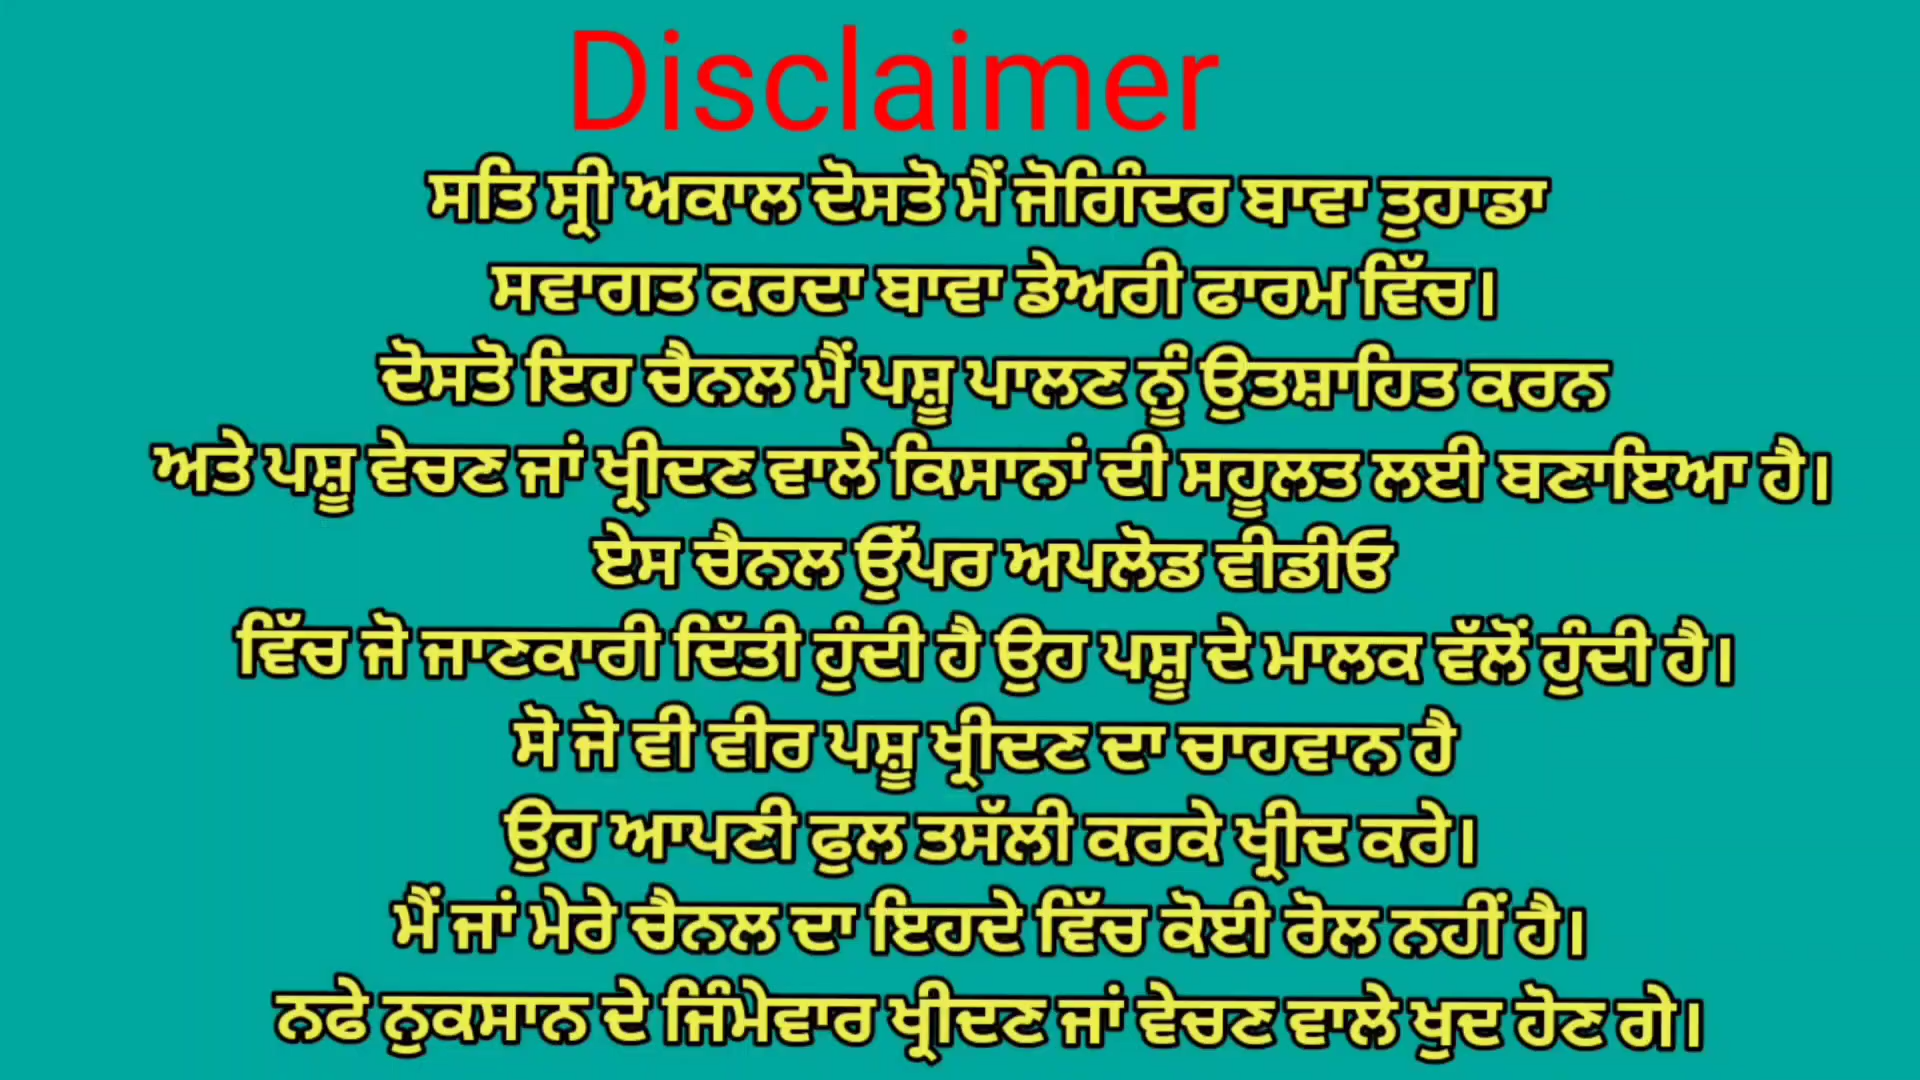 Disclaimer
ਸਤਿ ਸ੍ਰੀ ਅਕਾਲ ਦੋਸਤੋ ਮੈਂ ਜੋਗਿੰਦਰ ਬਾਵਾ ਤੁਹਾਡਾ
ਸਵਾਗਤ ਕਰਦਾ ਬਾਵਾ ਡੇਅਰੀ ਫਾਰਮ ਵਿੱਚ।
ਦੋਸਤੋ ਇਹ ਚੈਨਲ ਮੈਂ ਪਸ਼ੂ ਪਾਲਣ ਨੂੰ ਉਤਸ਼ਾਹਿਤ ਕਰਨ
ਅਤੇ ਪਸ਼ੂ ਵੇਚਣ ਜਾਂ ਖ੍ਰੀਦਣ ਵਾਲੇ ਕਿਸਾਨਾਂ ਦੀ ਸਹੂਲਤ ਲਈ ਬਣਾਇਆ ਹੈ।
ਏਸ ਚੈਨਲ ਉੱਪਰ ਅਪਲੋਡ ਵੀਡੀਓ
ਵਿੱਚ ਜੋ ਜਾਣਕਾਰੀ ਦਿੱਤੀ ਹੁੰਦੀ ਹੈ ਉਹ ਪਸ਼ੂ ਦੇ ਮਾਲਕ ਵੱਲੋਂ ਹੁੰਦੀ ਹੈ।
ਸੋ ਜੋ ਵੀ ਵੀਰ ਪਸ਼ੂ ਖ੍ਰੀਦਣ ਦਾ ਚਾਹਵਾਨ ਹੈ
ਉਹ ਆਪਣੀ ਫੁਲ ਤਸੱਲੀ ਕਰਕੇ ਖ੍ਰੀਦ ਕਰੇ।
ਮੈਂ ਜਾਂ ਮੇਰੇ ਚੈਨਲ ਦਾ ਇਹਦੇ ਵਿੱਚ ਕੋਈ ਰੋਲ ਨਹੀਂ ਹੈ।
ਨਫੇ ਨੁਕਸਾਨ ਦੇ ਜਿੰਮੇਵਾਰ ਖ੍ਰੀਦਣ ਜਾਂ ਵੇਚਣ ਵਾਲੇ ਖੁਦ ਹੋਣ ਗੇ।